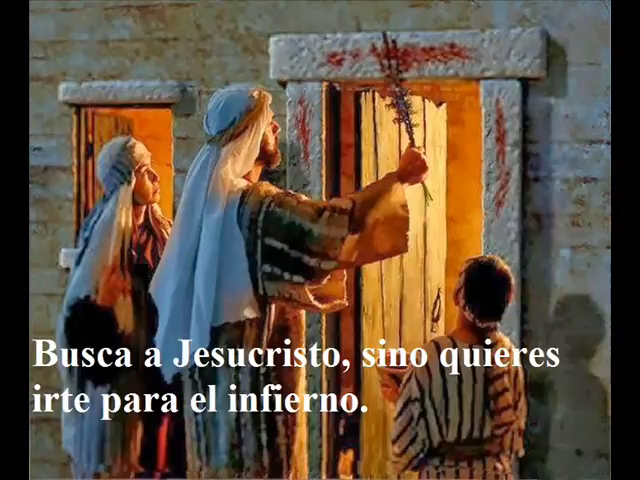 Busca a Jesucristo, sino quieres
irte para el infierno.